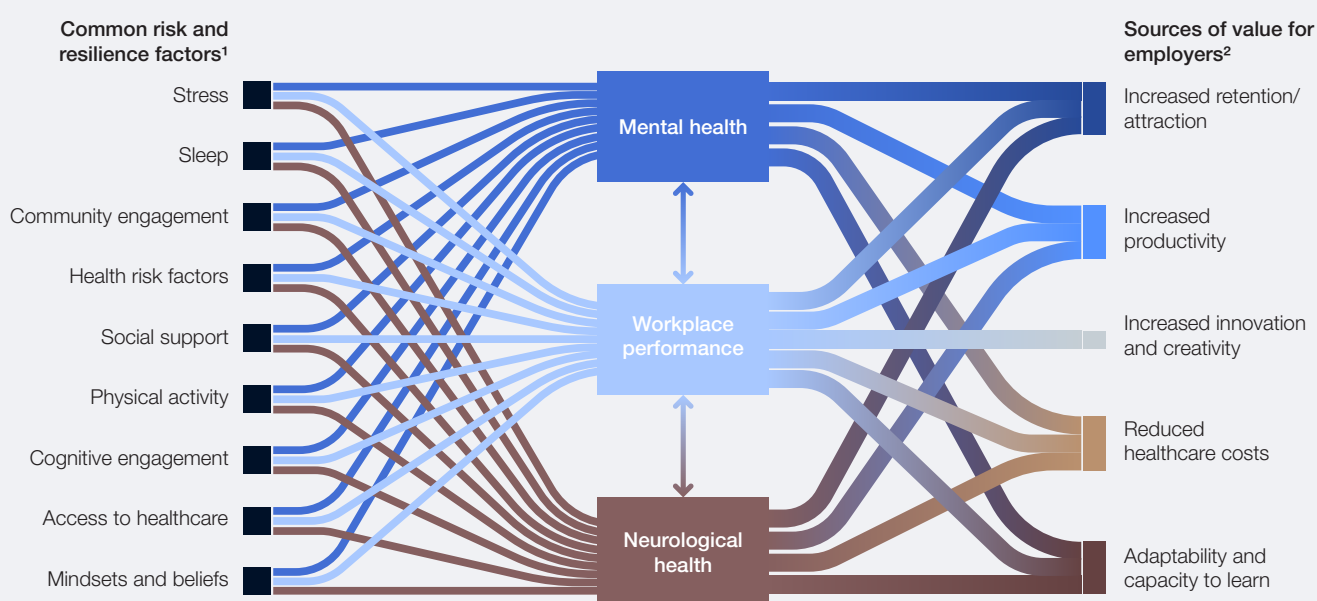 Common risk and
resilience factors¹
Stress
Sleep
Community engagement
Health risk factors
Social support
Physical activity
Cognitive engagement
Access to healthcare
Mindsets and beliefs
Mental health
Workplace
performance
Neurological
health
Sources of value for
employers²
Increased retention/
attraction
Increased
productivity
Increased innovation
and creativity
Reduced
healthcare costs
Adaptability and
capacity to learn